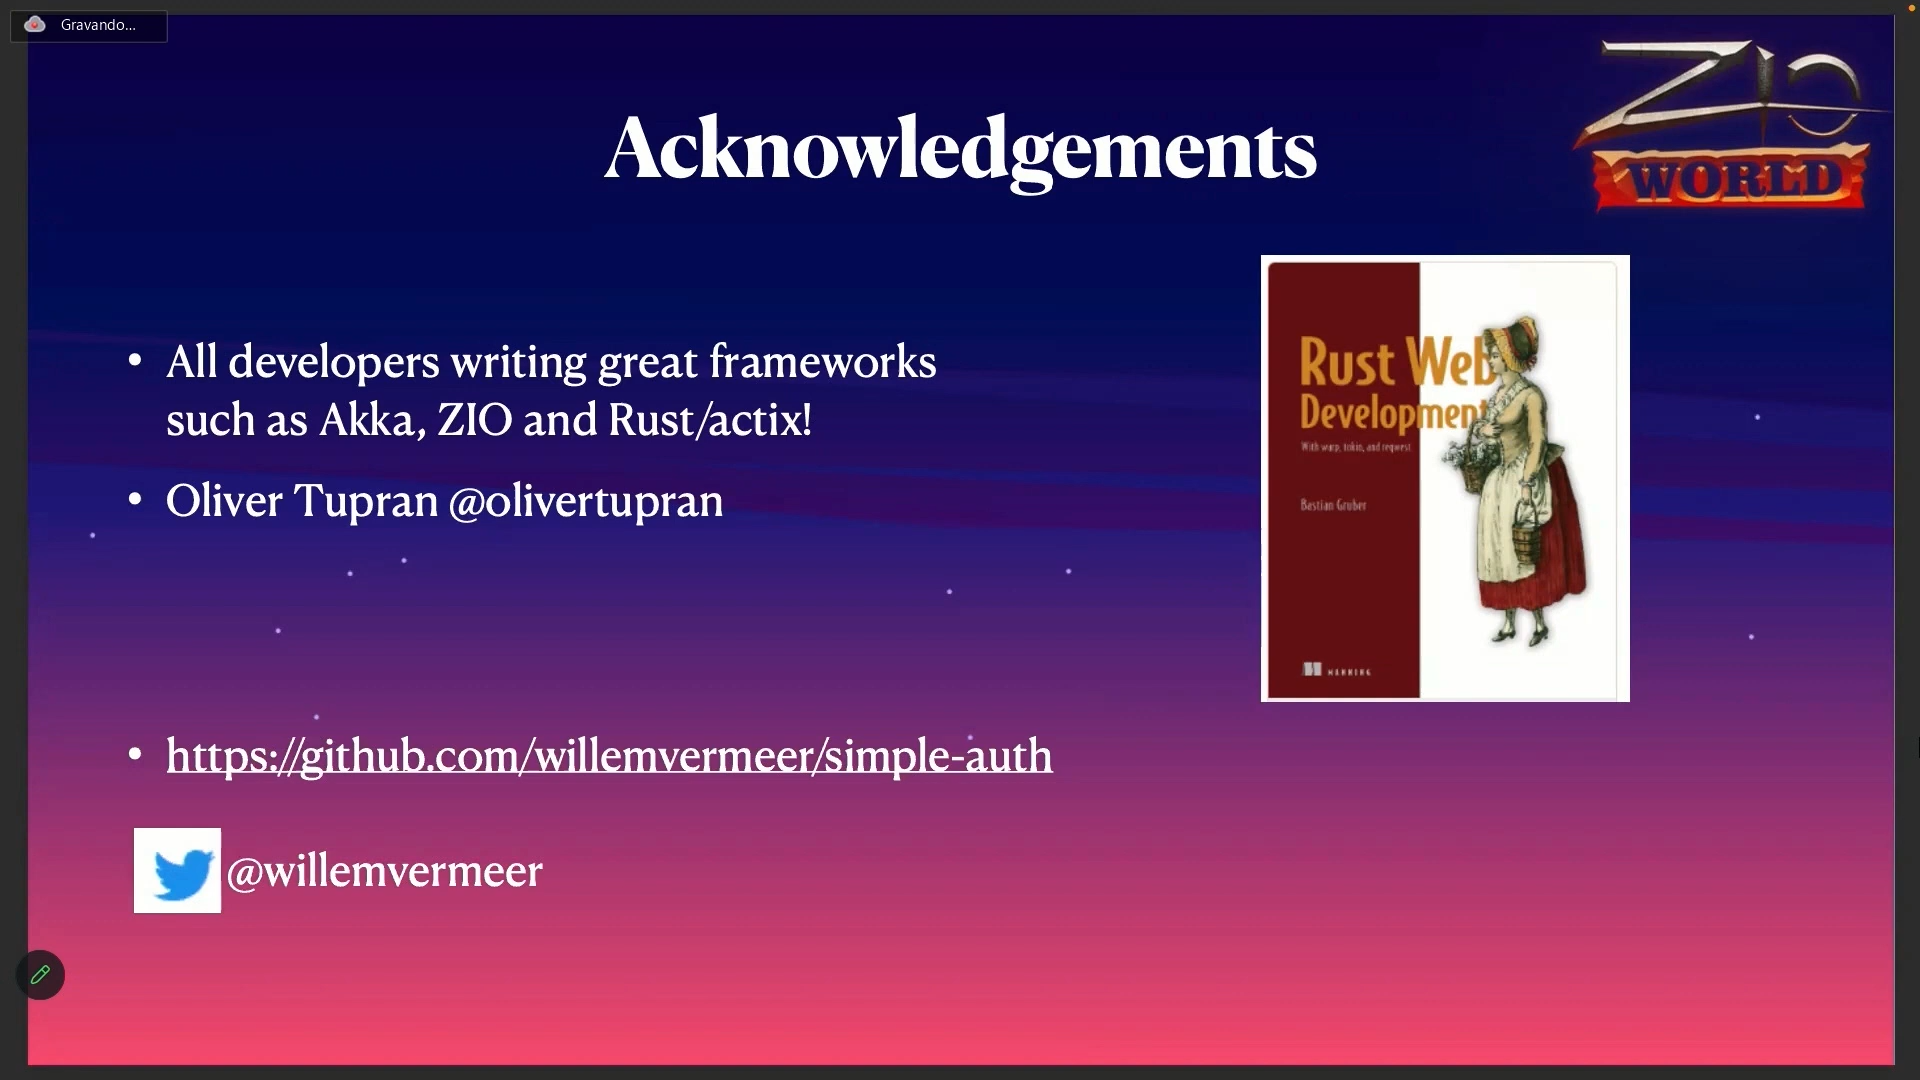 Gravando...
ZIO
WORLD
Acknowledgements
• All developers writing great frameworks
such as Akka, ZIO and Rust/actix!
• Oliver Tupran @olivertupran
Rust Web
Development
With warp, tokio, and reqwest
Bastian Gruber
MANNING
• https://github.com/willemvermeer/simple-auth
@willemvermeer